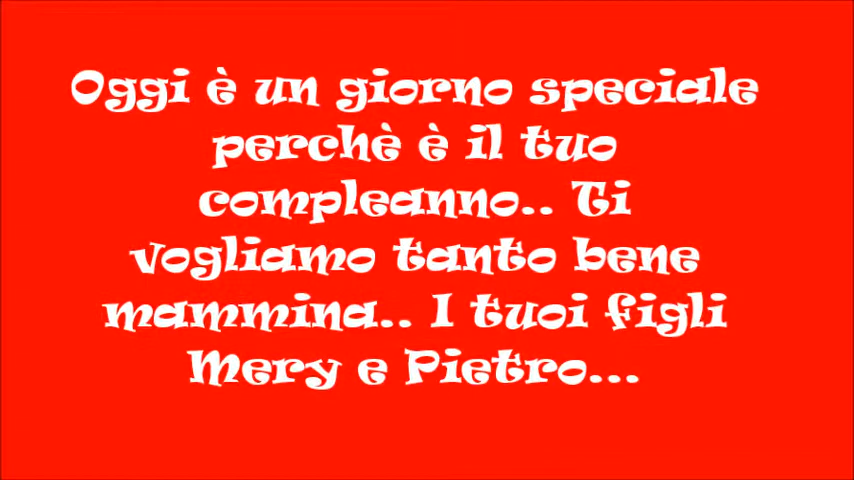 Oggi è un giorno speciale
perchè è il tuo
compleanno.. Ti
vogliamo tanto bene
mammina.. I tuoi figli
Mery e Pietro...